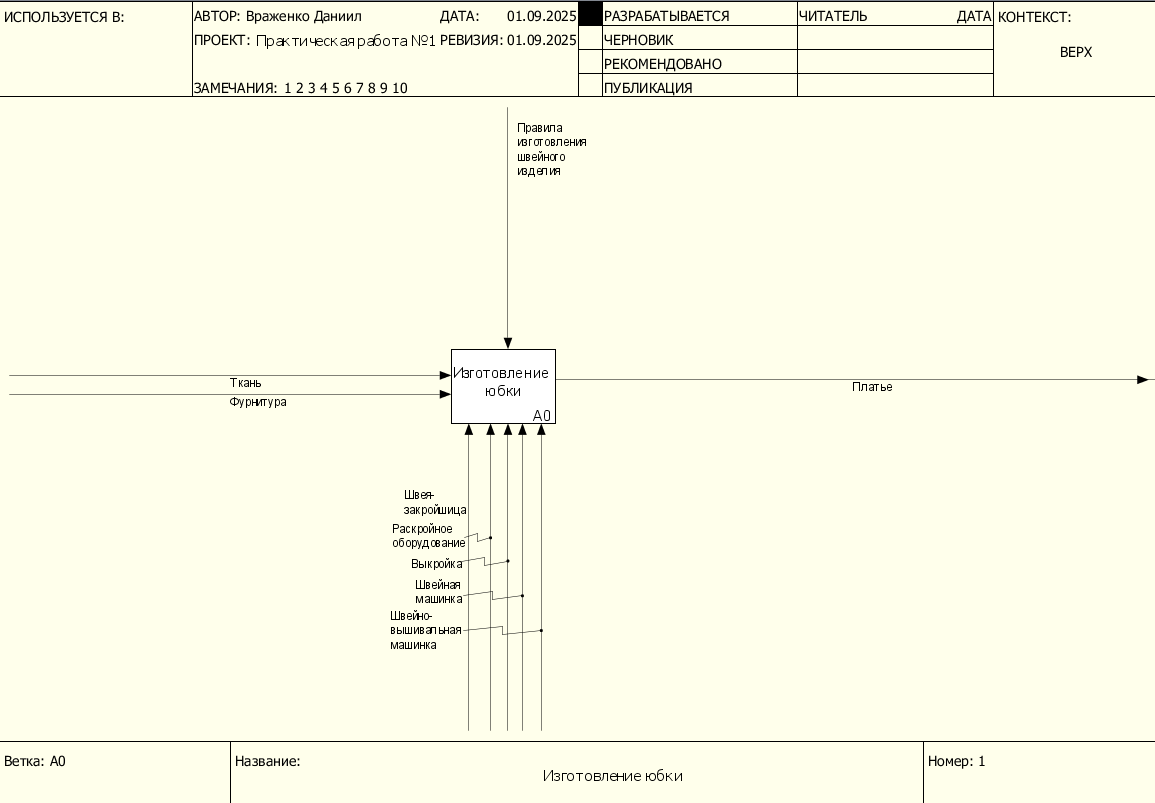 ИСПОЛЬЗУЕТСЯ В:
АВТОР: Враженко Даниил
ДАТА: 01.09.2025
ПРОЕКТ: Практическая работа №1
РЕВИЗИЯ: 01.09.2025
ЗАМЕЧАНИЯ: 1 2 3 4 5 6 7 8 9 10
РАЗРАБАТЫВАЕТСЯ
ЧЕРНОВИК
РЕКОМЕНДОВАНО
ПУБЛИКАЦИЯ
ЧИТАТЕЛЬ
ДАТА
КОНТЕКСТ:
ВЕРХ
Правила
изготовления
швейного
изделия
Изготовление
юбки
A0
Ткань
Фурнитура
Платье
Швея-
закройщица
Раскройное
оборудование
Выкройка
Швейная
машинка
Швейно-
вышивальная
машинка
Ветка: A0
Название:
Изготовление юбки
Номер: 1